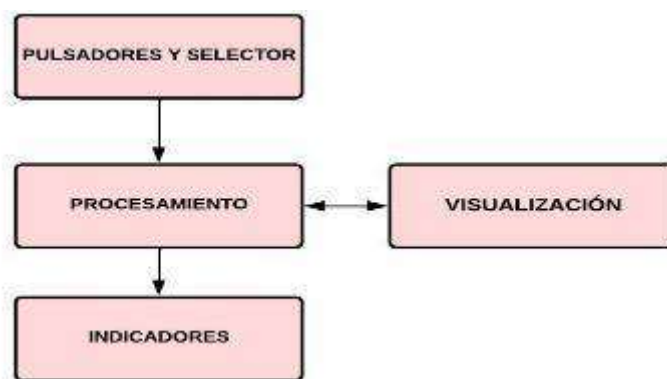 PULSADORES Y SELECTOR
PROCESAMIENTO
VISUALIZACIÓN
INDICADORES